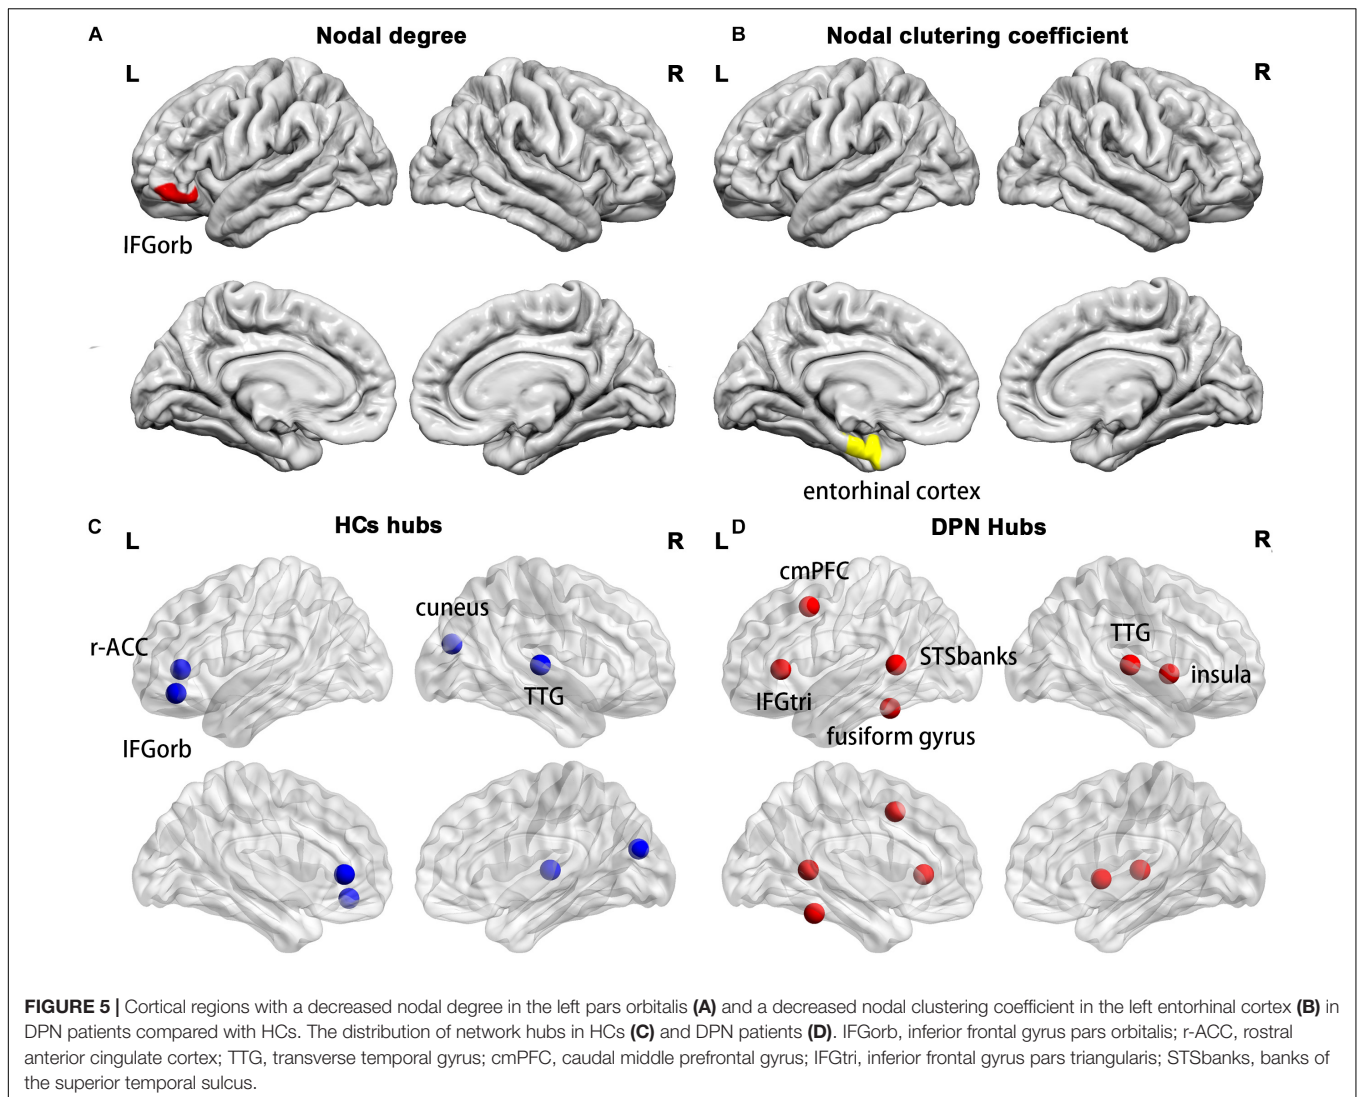 A
Nodal degree
B
Nodal clutering coefficient
L
R
L
R
IFGorb
entorhinal cortex
C
HCs hubs
D
DPN Hubs
L
R
L
R
cmPFC
cuneus
r-ACC
TTG
STSbanks
insula
TTG
IFGtri
IFGorb
fusiform gyrus
FIGURE 5 | Cortical regions with a decreased nodal degree in the left pars orbitalis (A) and a decreased nodal clustering coefficient in the left entorhinal cortex (B) in
DPN patients compared with HCs. The distribution of network hubs in HCs (C) and DPN patients (D). IFGorb, inferior frontal gyrus pars orbitalis; r-ACC, rostral
anterior cingulate cortex; TTG, transverse temporal gyrus; cmPFC, caudal middle prefrontal gyrus; IFGtri, inferior frontal gyrus pars triangularis; STSbanks, banks of
the superior temporal sulcus.